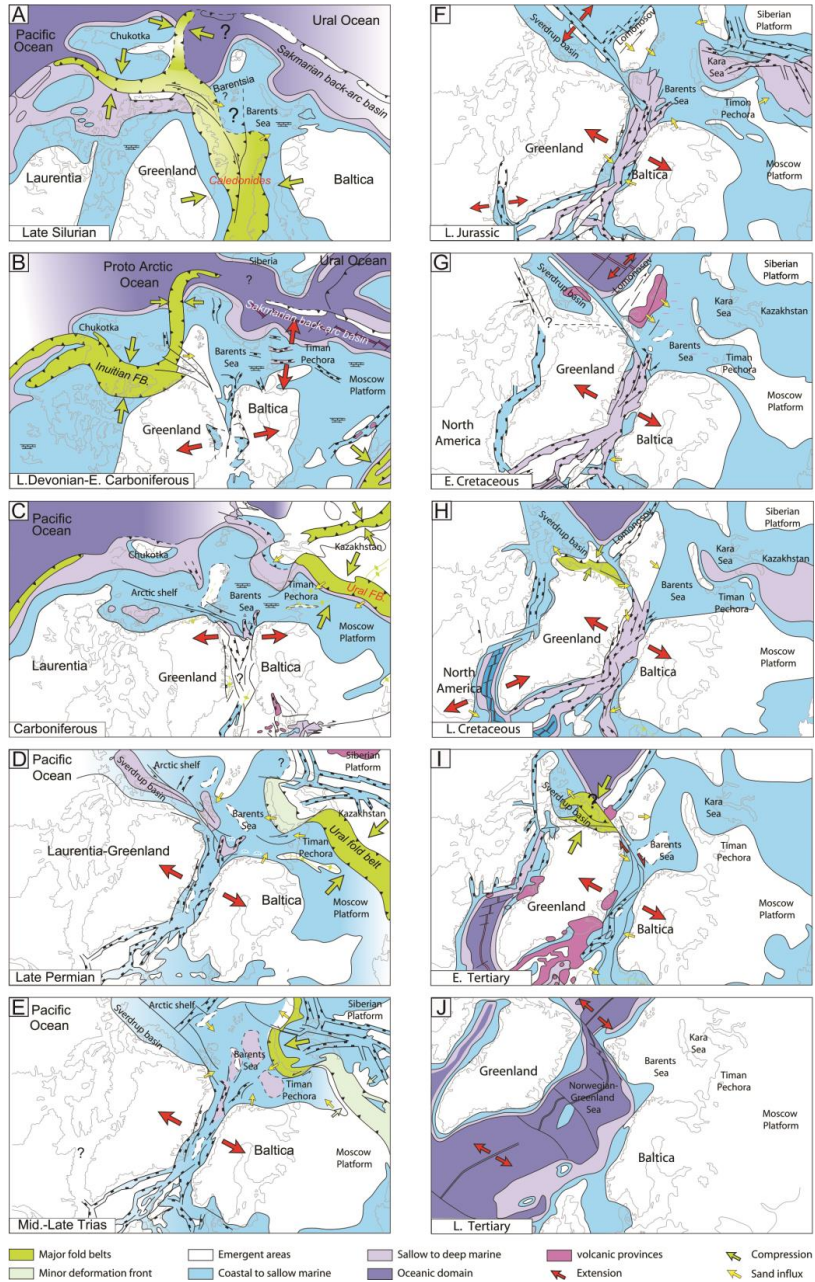 A
Pacific
Ocean
Chukotka
?
Ural Ocean
Sakmarian back-arc basin
Barentsia
?
?
Barents
Sea
Laurentia
Greenland
Caledonides
Baltica
Late Silurian
B
Proto Arctic
Ocean
Siberia
Ural Ocean
?
Sakmarian back-arc basin
Chukotka
Inuitian FB.
Barents
Sea
Timan
Pechora
Moscow
Platform
Greenland
Baltica
L.Devonian-E. Carboniferous
C
Pacific
Ocean
Chukotka
Kazakhstan
Arctic shelf
Barents
Sea
Timan
Pechora
Ural FB.
Moscow
Platform
Laurentia
Greenland
?
Baltica
Carboniferous
D
Pacific
Ocean
Arctic shelf
Sverdrup basin
?
Siberian
Platform
Barents
Sea
Kazakhstan
Ural fold belt
Timan
Pechora
Laurentia-Greenland
Baltica
Moscow
Platform
Late Permian
E
Pacific
Ocean
Arctic shelf
Sverdrup basin
Siberian
Platform
Barents
Sea
Timan
Pechora
?
Baltica
Moscow
Platform
Mid.-Late Trias
F
Sverdrup basin
Lomonosov
Siberian
Platform
Kara
Sea
Barents
Sea
Timon
Pechora
Greenland
Baltica
Moscow
Platform
L. Jurassic
G
Sverdrup basin
Lomonosov
Siberian
Platform
?
Kara
Sea
Kazakhstan
Barents
Sea
Timan
Pechora
Greenland
Moscow
Platform
North
America
Baltica
E. Cretaceous
H
Sverdrup basin
Lomonosov
Siberian
Platform
Kara
Sea
Kazakhstan
Barents
Sea
Timan
Pechora
Greenland
North
America
Baltica
Moscow
Platform
L. Cretaceous
I
Sverdrup basin
?
Kara
Sea
Barents
Sea
Timan
Pechora
Greenland
Baltica
Moscow
Platform
E. Tertiary
J
Greenland
Kara
Sea
Barents
Sea
Timan
Pechora
Norwegian-
Greenland
Sea
Moscow
Platform
Baltica
L. Tertiary
Major fold belts
Emergent areas
Sallow to deep marine
volcanic provinces
Compression
Minor deformation front
Coastal to sallow marine
Oceanic domain
Extension
Sand influx